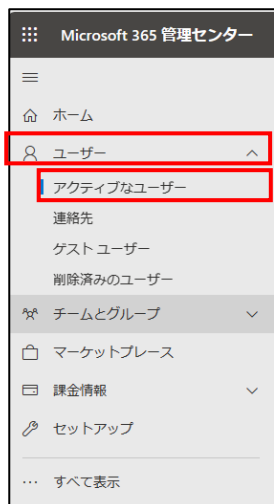 Microsoft 365 管理センター
ホーム
ユーザー
アクティブなユーザー
連絡先
ゲスト ユーザー
削除済みのユーザー
チームとグループ
マーケットプレース
課金情報
セットアップ
… すべて表示